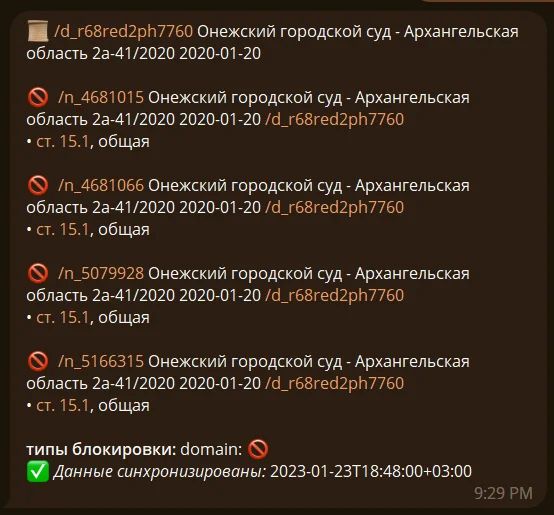 /d_r68red2ph7760 Онежский городской суд - Архангельская
область 2а-41/2020 2020-01-20
/n_4681015 Онежский городской суд - Архангельская
область 2а-41/2020 2020-01-20 /d_r68red2ph7760
• ст. 15.1, общая
/n_4681066 Онежский городской суд - Архангельская
область 2а-41/2020 2020-01-20 /d_r68red2ph7760
• ст. 15.1, общая
/n_5079928 Онежский городской суд - Архангельская
область 2а-41/2020 2020-01-20 /d_r68red2ph7760
• ст. 15.1, общая
/n_5166315 Онежский городской суд - Архангельская
область 2а-41/2020 2020-01-20 /d_r68red2ph7760
• ст. 15.1, общая
типы блокировки: domain: 🚫
✅ Данные синхронизированы: 2023-01-23T18:48:00+03:00
9:29 PM